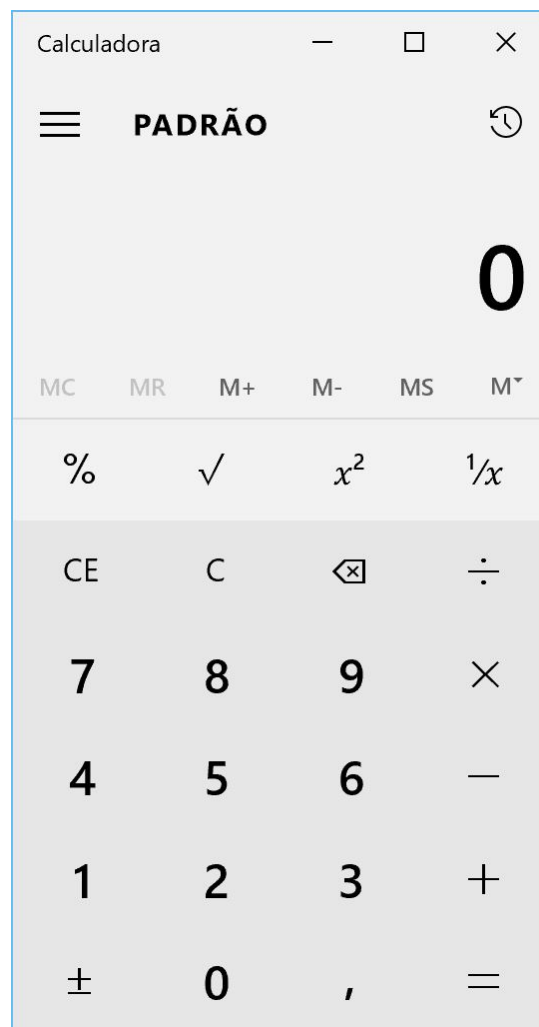 Calculadora
PADRÃO
0
MC MR M+ M- MS M
% √ x² ¹/x
CE C ÷
7 8 9 ×
4 5 6 −
1 2 3 +
± 0 , =